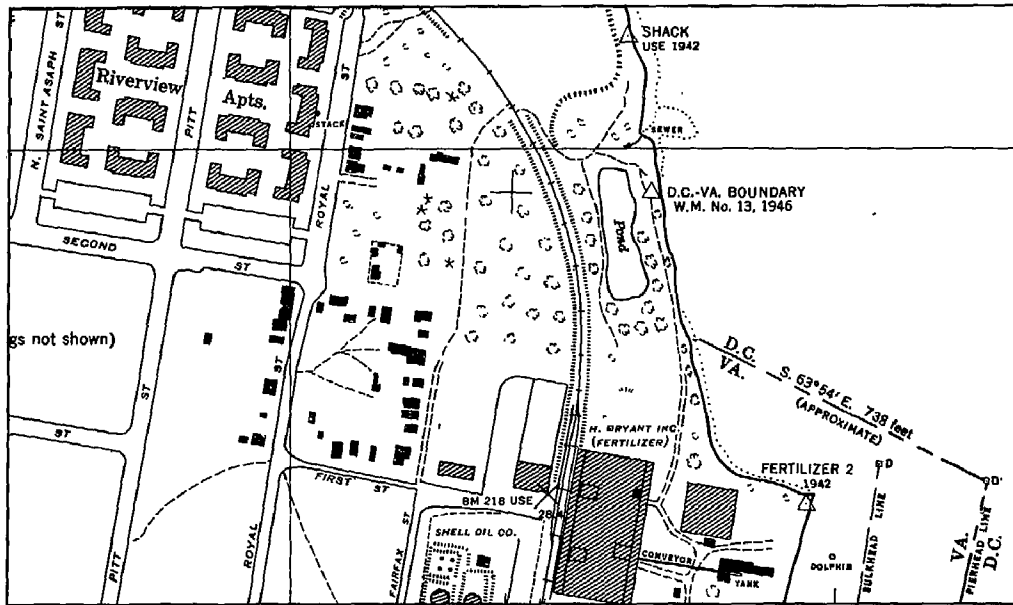 N. SAINT ASAPH ST
Riverview
PITT ST
Apts.
STACK
ROYAL ST
SHACK
USE 1942
SEWER
D.C.-VA. BOUNDARY
W.M. No. 13, 1946
Pond
SECOND ST
gs not shown)
ST
D.C.
VA.
S. 63°54' E. 738 feet
(APPROXIMATE)
H. BRYANT INC
(FERTILIZER)
FERTILIZER 2
1942
D
D'
ST
ST
FIRST ST
BM 218 USE
28.4
SHELL OIL CO.
CONVEYOR
TANK
DOLPHIN
BULKHEAD LINE
VA.
D.C.
PIERHEAD LINE
PITT
ROYAL
FAIRFAX ST